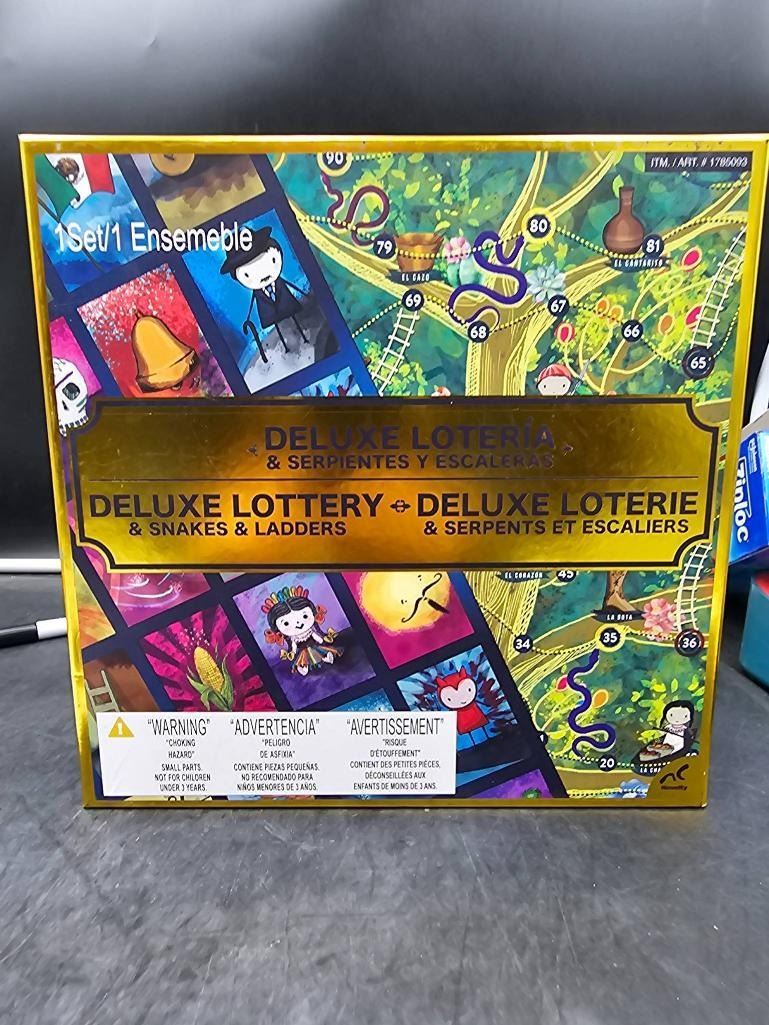 90
ITM. / ART. # 1785093
1Set/1 Ensemeble
79
80
81
EL CAZO
EL CANTARITO
69
68
67
66
65
DELUXE LOTERÍA
& SERPIENTES Y ESCALERAS
DELUXE LOTTERY
& SNAKES & LADDERS
DELUXE LOTERIE
& SERPENTS ET ESCALIERS
EL CORAZÓN
45
LA BOTA
34
35
36
20
"WARNING"
"CHOKING
HAZARD"
SMALL PARTS.
NOT FOR CHILDREN
UNDER 3 YEARS.
"ADVERTENCIA"
"PELIGRO
DE ASFIXIA"
CONTIENE PIEZAS PEQUEÑAS.
NO RECOMENDADO PARA
NIÑOS MENORES DE 3 AÑOS.
"AVERTISSEMENT"
"RISQUE
D'ÉTOUFFEMENT"
CONTIENT DES PETITES PIÈCES,
DÉCONSEILLÉES AUX
ENFANTS DE MOINS DE 3 ANS.
Novelty
Ziploc